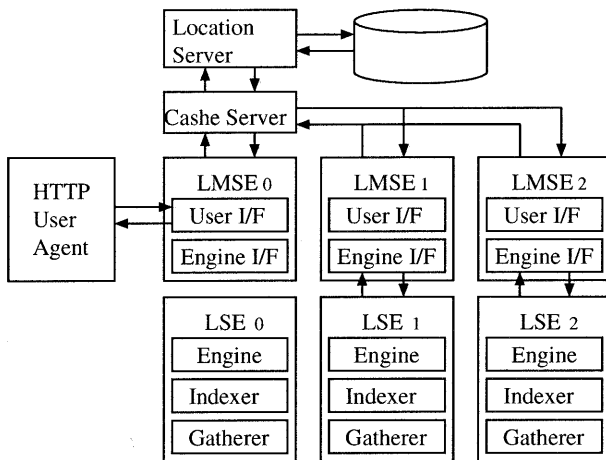 Location
Server
Cashe Server
HTTP
User
Agent
LMSE 0
User I/F
Engine I/F
LMSE 1
User I/F
Engine I/F
LMSE 2
User I/F
Engine I/F
LSE 0
Engine
Indexer
Gatherer
LSE 1
Engine
Indexer
Gatherer
LSE 2
Engine
Indexer
Gatherer